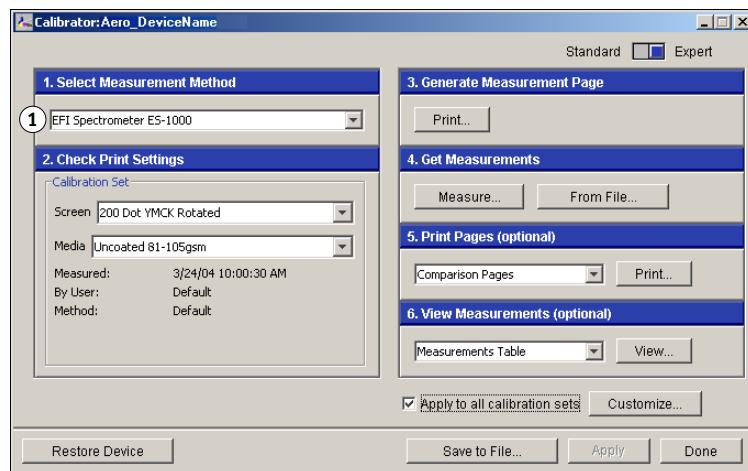 Calibrator:Aero_DeviceName
Standard Expert
1. Select Measurement Method
1
EFI Spectrometer ES-1000
2. Check Print Settings
Calibration Set
Screen 200 Dot YMCK Rotated
Media Uncoated 81-105gsm
Measured: 3/24/04 10:00:30 AM
By User: Default
Method: Default
3. Generate Measurement Page
Print...
4. Get Measurements
Measure... From File...
5. Print Pages (optional)
Comparison Pages Print...
6. View Measurements (optional)
Measurements Table View...
Apply to all calibration sets Customize...
Restore Device Save to File... Apply Done